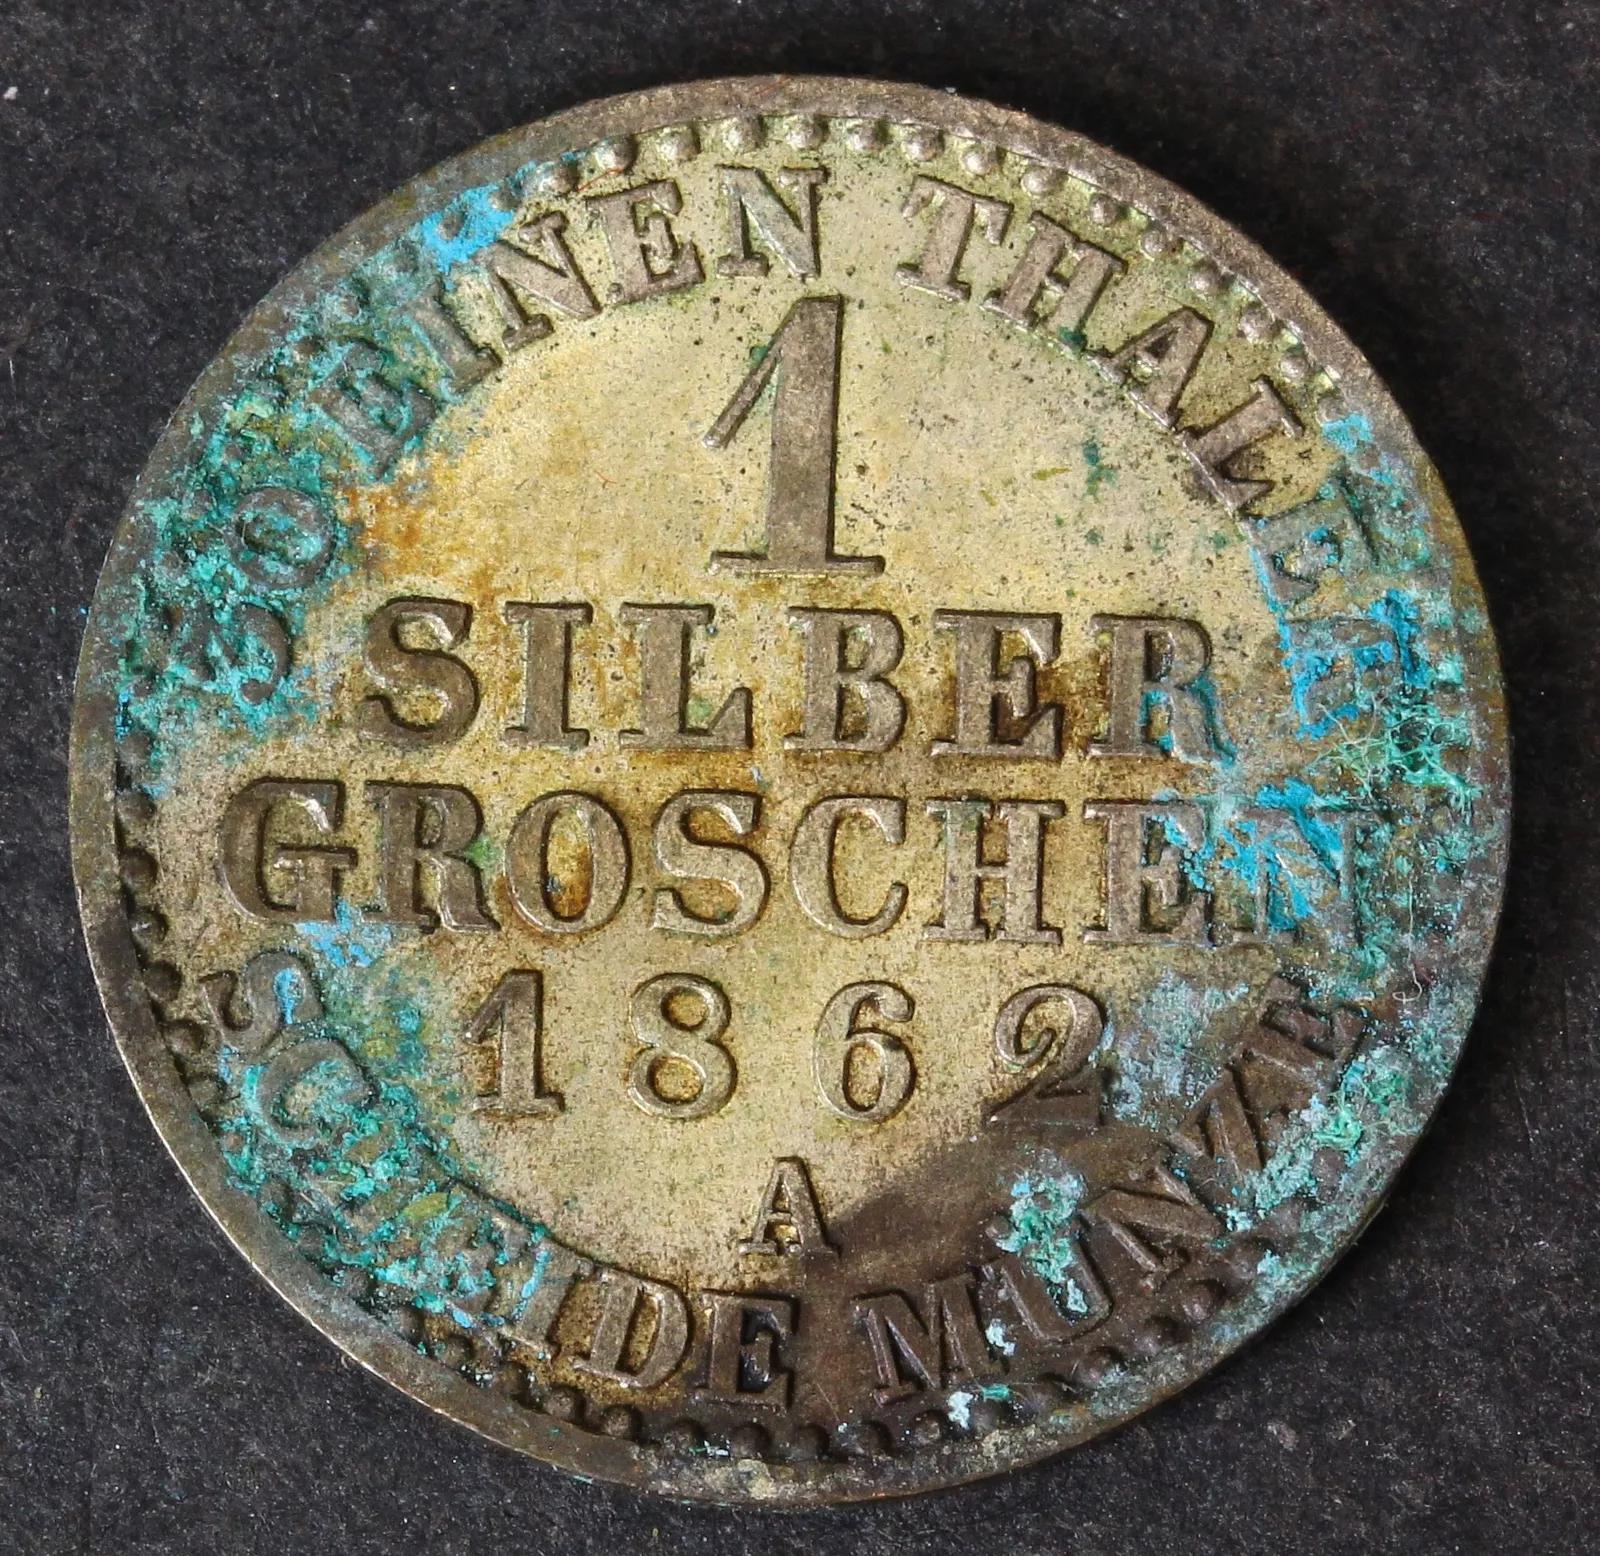 30 EINEN THALER
1
SILBER
GROSCHEN
1862
A
SCHEIDE MÜNZE